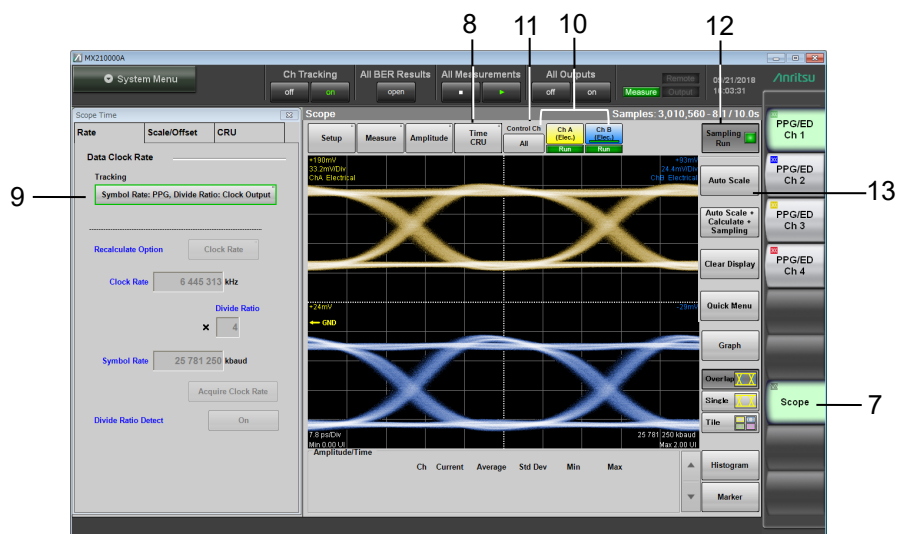 8 11 10 12
MX210000A
System Menu
Ch Tracking
off on
All BER Results
open
All Measurements
All Outputs
off on
Remote
Measure Output
09/21/2018
16:03:31
Anritsu
Scope Time
Rate Scale/Offset CRU
Data Clock Rate
Tracking
Symbol Rate: PPG, Divide Ratio: Clock Output
9
Recalculate Option Clock Rate
Clock Rate 6 445 313 kHz
Divide Ratio
× 4
Symbol Rate 25 781 250 kbaud
Acquire Clock Rate
Divide Ratio Detect On
Scope
Samples: 3,010,560 - 8.1 / 10.0s
Setup
Measure
Amplitude
Time
CRU
Control Ch
All
Ch A
(Elec.)
Run
Ch B
(Elec.)
Run
+190mV
33.2mV/Div
ChA Electrical
+93mV
24.4mV/Div
ChB Electrical
+24mV
-29mV
GND
7.8 ps/Div
Min 0.00 UI
25 781 250 kbaud
Max 2.00 UI
Amplitude/Time
Ch Current Average Std Dev Min Max
Sampling
Run
Auto Scale
13
Auto Scale +
Calculate +
Sampling
Clear Display
Quick Menu
Graph
Overlap
Single
Tile
Histogram
Marker
PPG/ED
Ch 1
PPG/ED
Ch 2
PPG/ED
Ch 3
PPG/ED
Ch 4
Scope
7